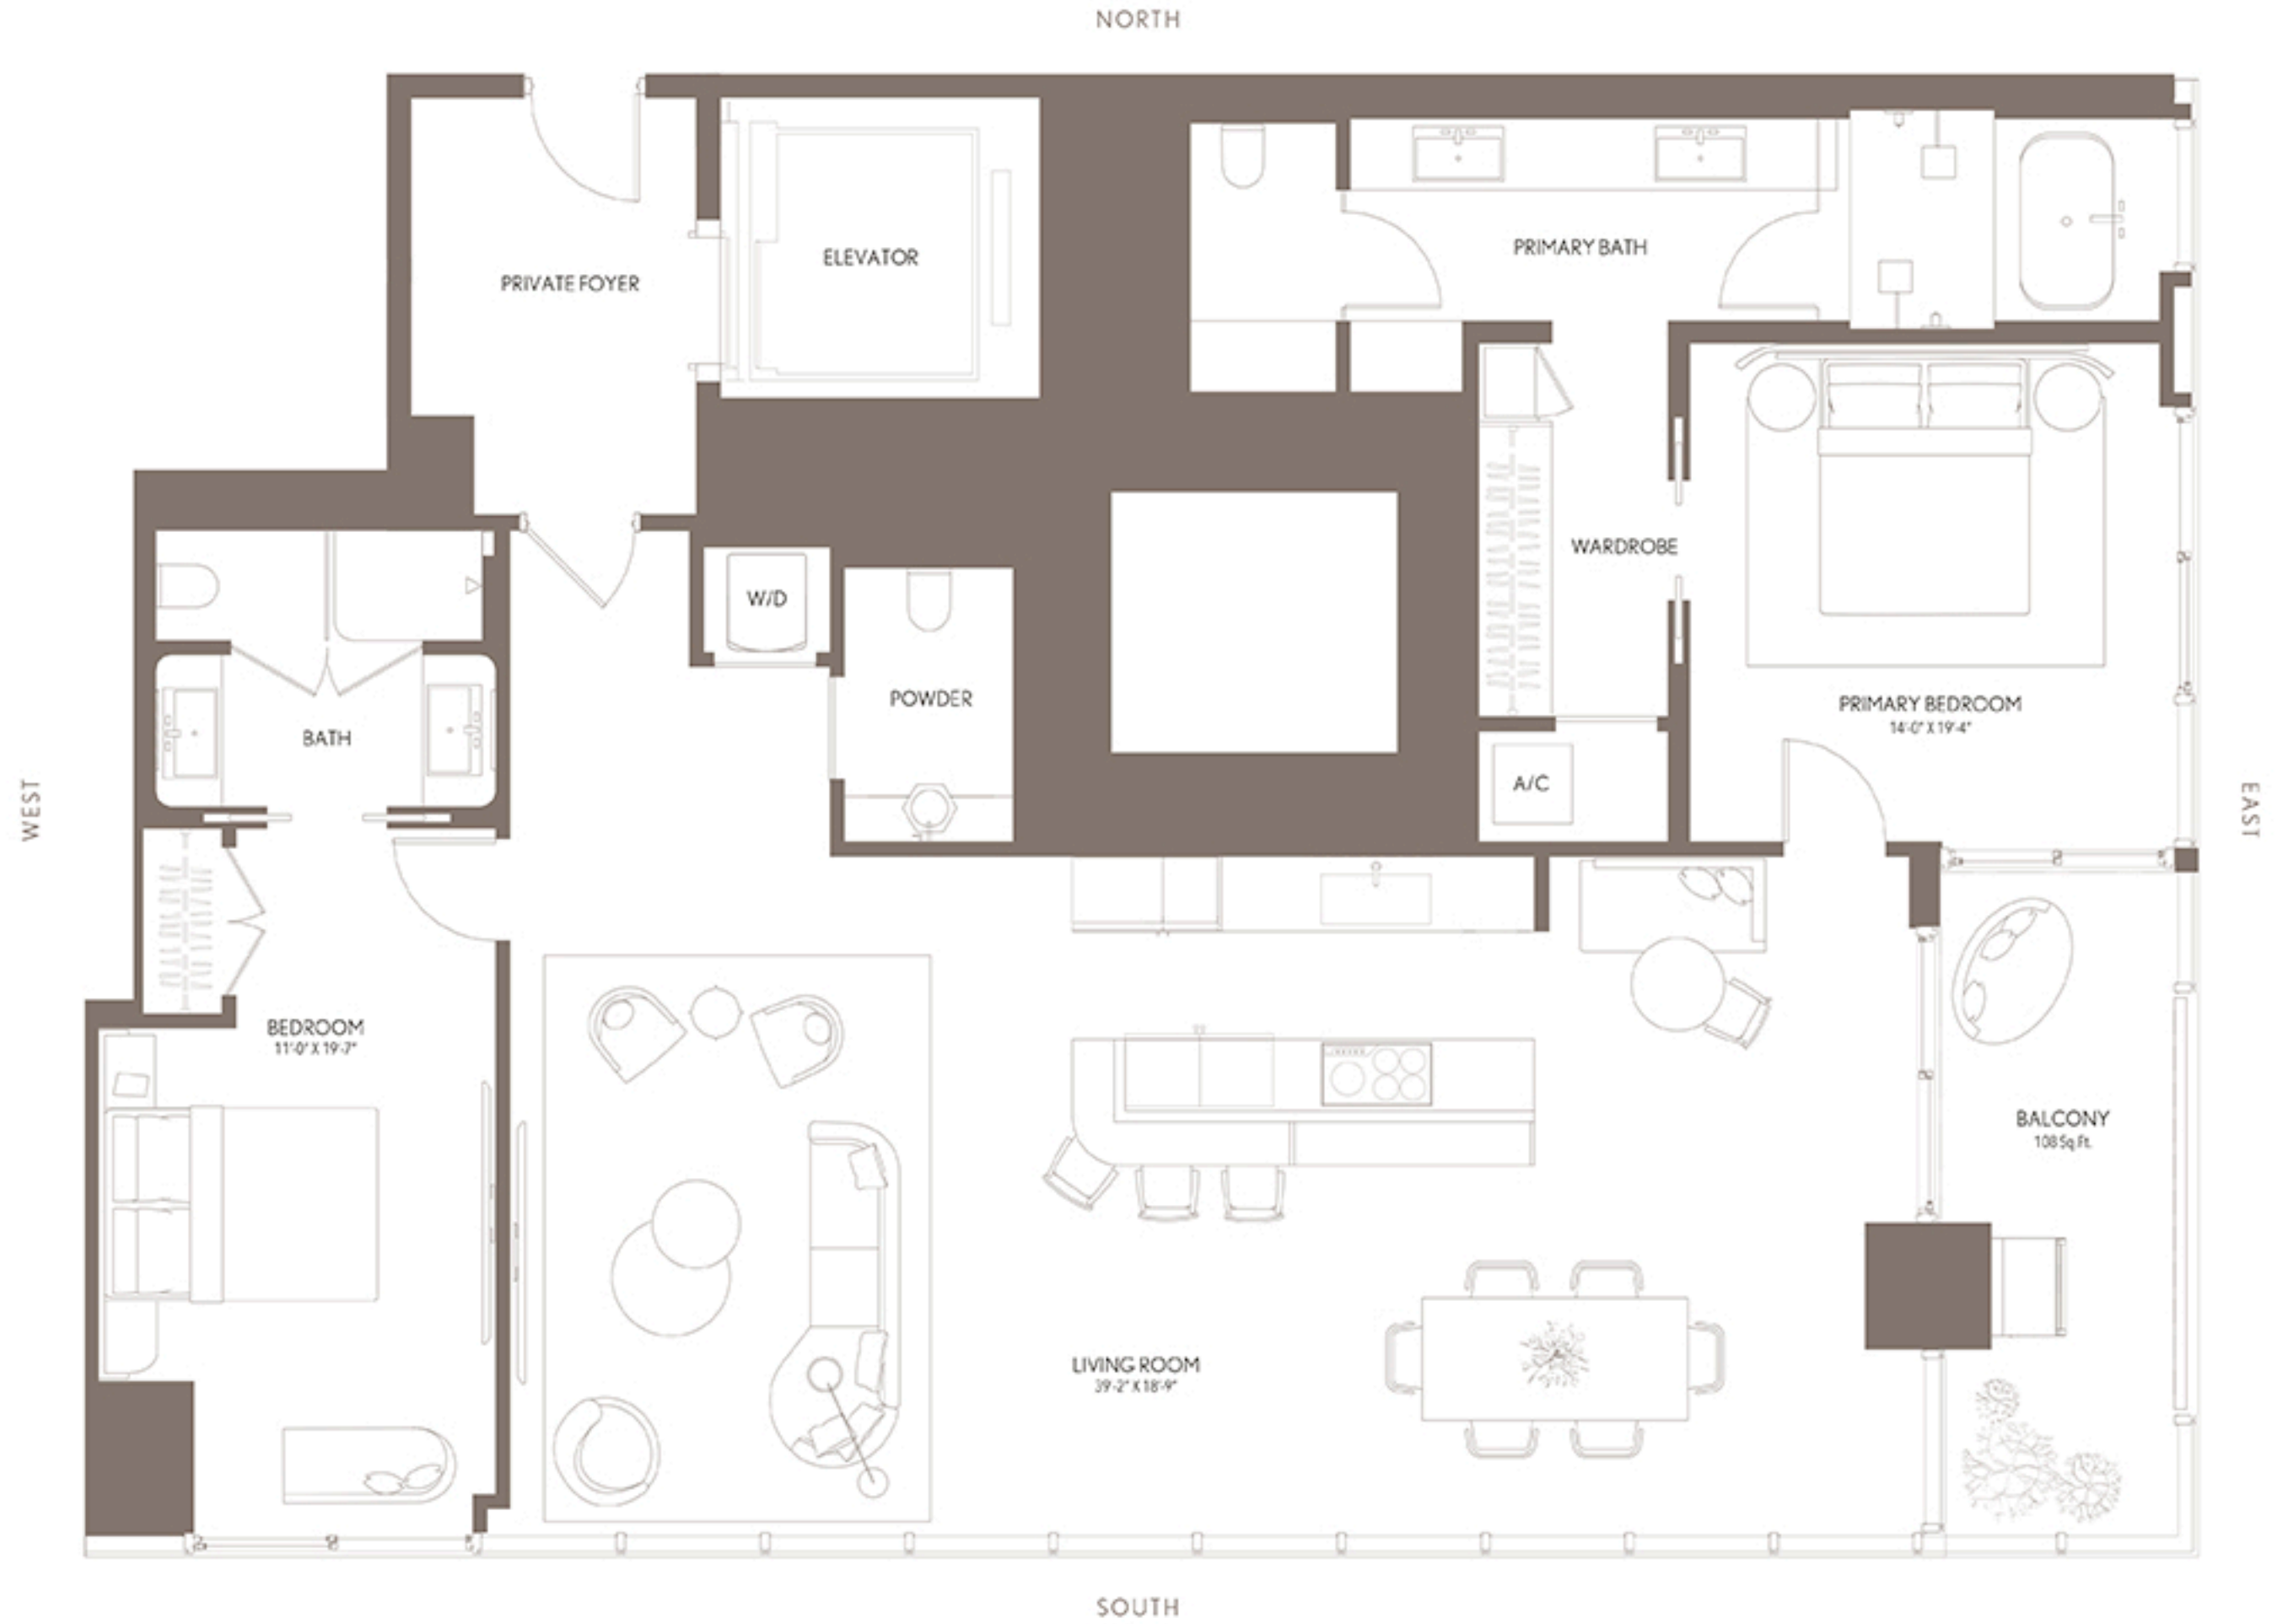 NORTH
ELEVATOR
PRIVATE FOYER
PRIMARY BATH
WARDROBE
W/D
POWDER
PRIMARY BEDROOM
14'-0" X 19'-4"
BATH
A/C
WEST
EAST
BEDROOM
11'-0" X 19'-7"
BALCONY
108 Sq.Ft.
LIVING ROOM
39'-2" X 18'-9"
SOUTH